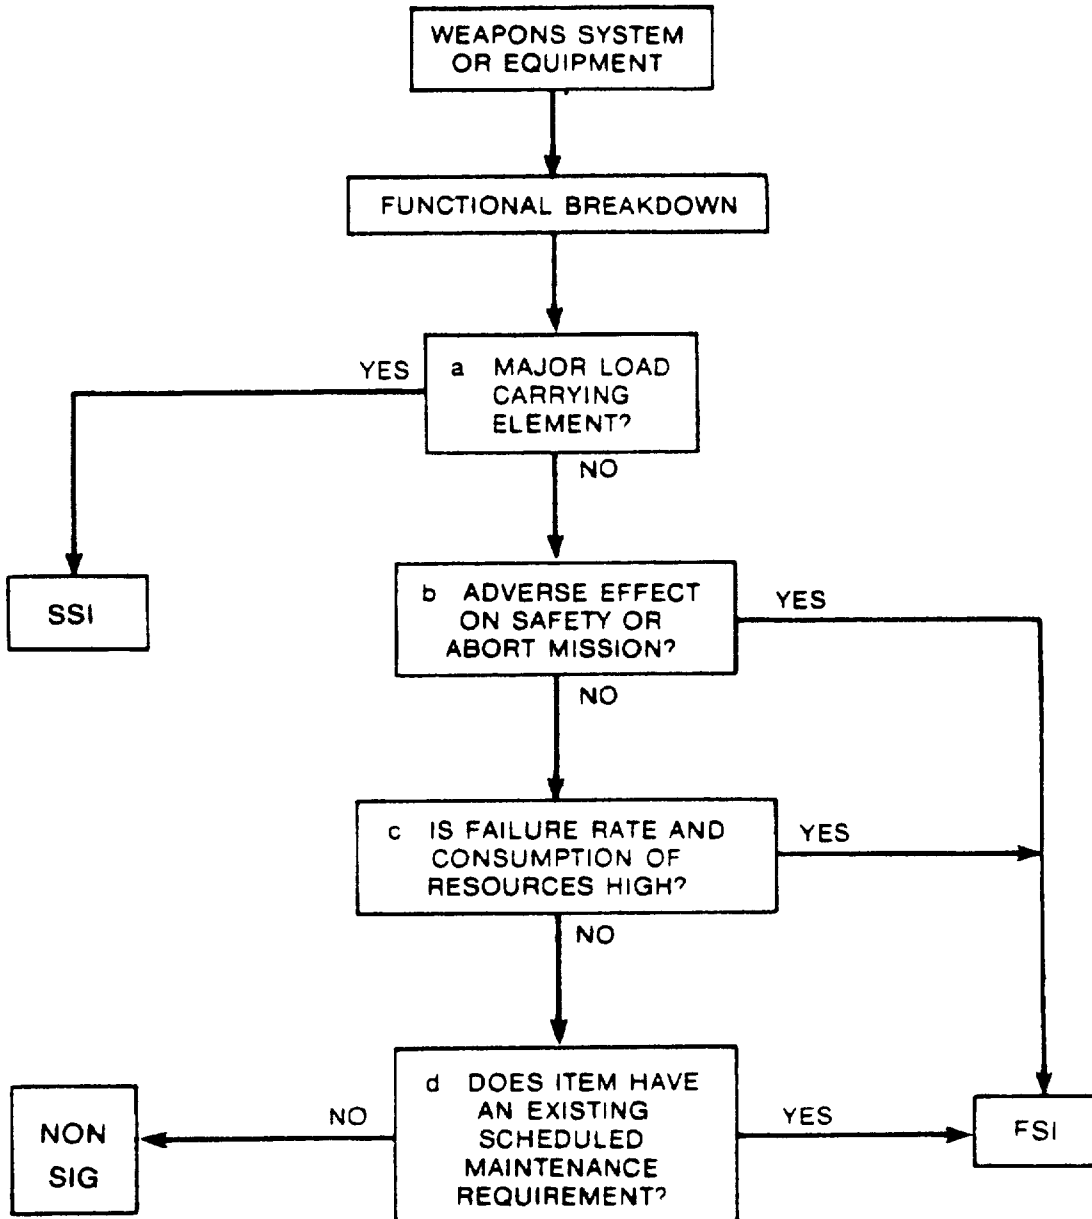 WEAPONS SYSTEM
OR EQUIPMENT
FUNCTIONAL BREAKDOWN
YES
a MAJOR LOAD
CARRYING
ELEMENT?
NO
SSI
b ADVERSE EFFECT
ON SAFETY OR
ABORT MISSION?
YES
NO
c IS FAILURE RATE AND
CONSUMPTION OF
RESOURCES HIGH?
YES
NO
NON
SIG
NO
d DOES ITEM HAVE
AN EXISTING
SCHEDULED
MAINTENANCE
REQUIREMENT?
YES
FSI